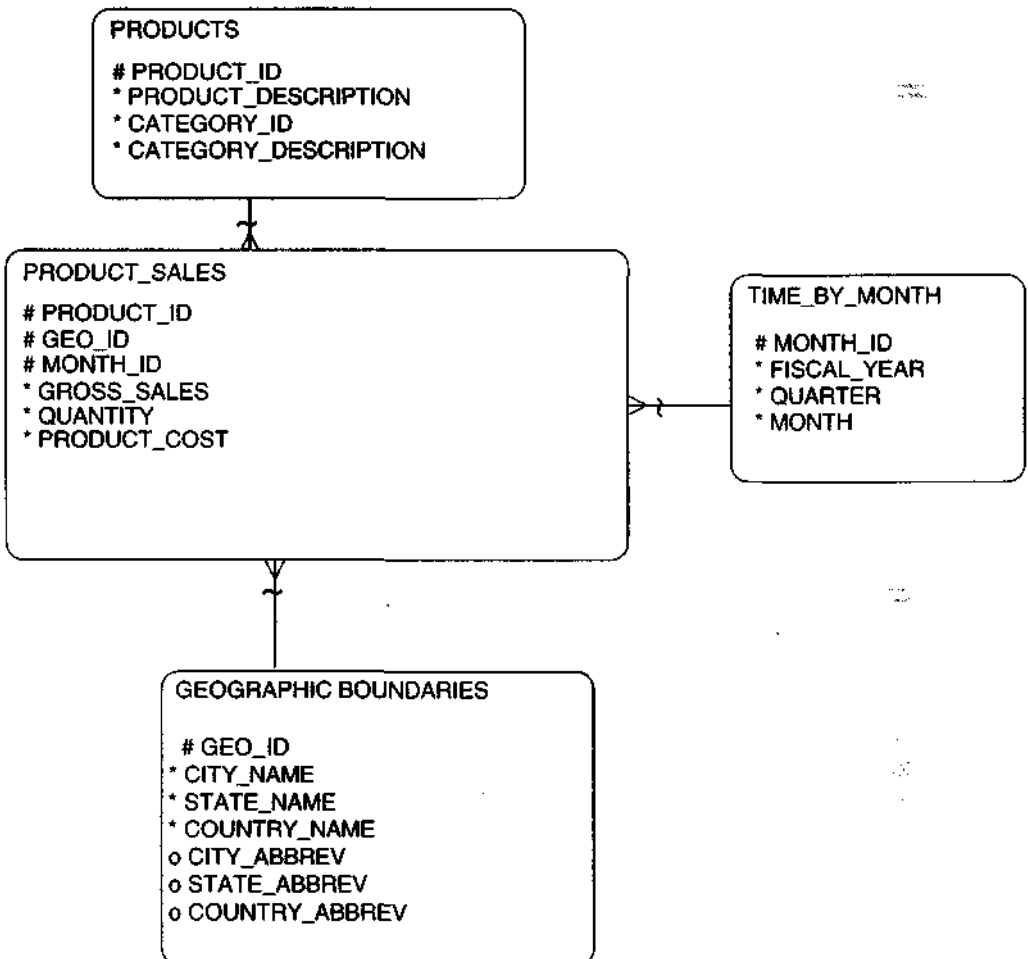 PRODUCTS
# PRODUCT_ID
* PRODUCT_DESCRIPTION
* CATEGORY_ID
* CATEGORY_DESCRIPTION
PRODUCT_SALES
# PRODUCT_ID
# GEO_ID
# MONTH_ID
* GROSS_SALES
* QUANTITY
* PRODUCT_COST
TIME_BY_MONTH
# MONTH_ID
* FISCAL_YEAR
* QUARTER
* MONTH
GEOGRAPHIC BOUNDARIES
# GEO_ID
* CITY_NAME
* STATE_NAME
* COUNTRY_NAME
o CITY_ABBREV
o STATE_ABBREV
o COUNTRY_ABBREV